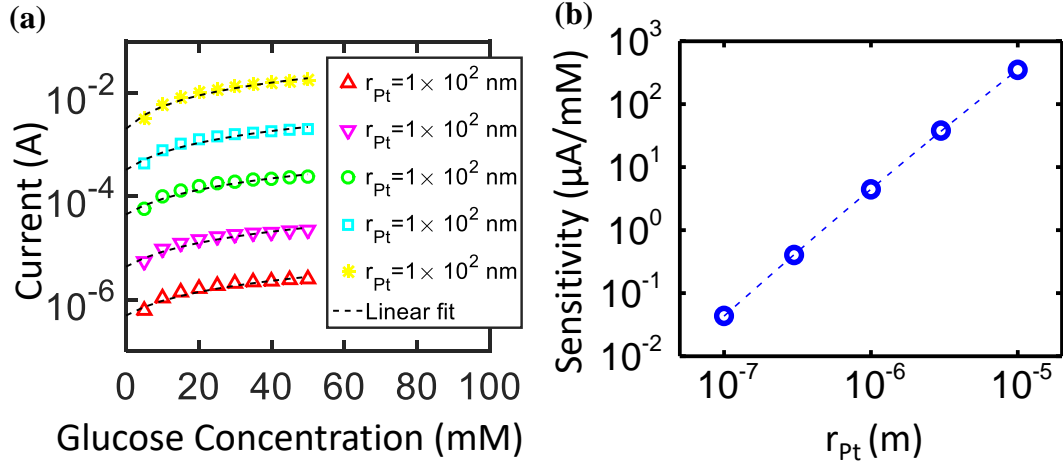 (a)
10^-2
10^-4
10^-6
Current (A)
0 20 40 60 80 100
Glucose Concentration (mM)
r_Pt=1× 10^2 nm
r_Pt=1× 10^2 nm
r_Pt=1× 10^2 nm
r_Pt=1× 10^2 nm
r_Pt=1× 10^2 nm
Linear fit
(b)
10^3
10^2
10^1
10^0
10^-1
10^-2
Sensitivity (µA/mM)
10^-7 10^-6 10^-5
r_Pt (m)